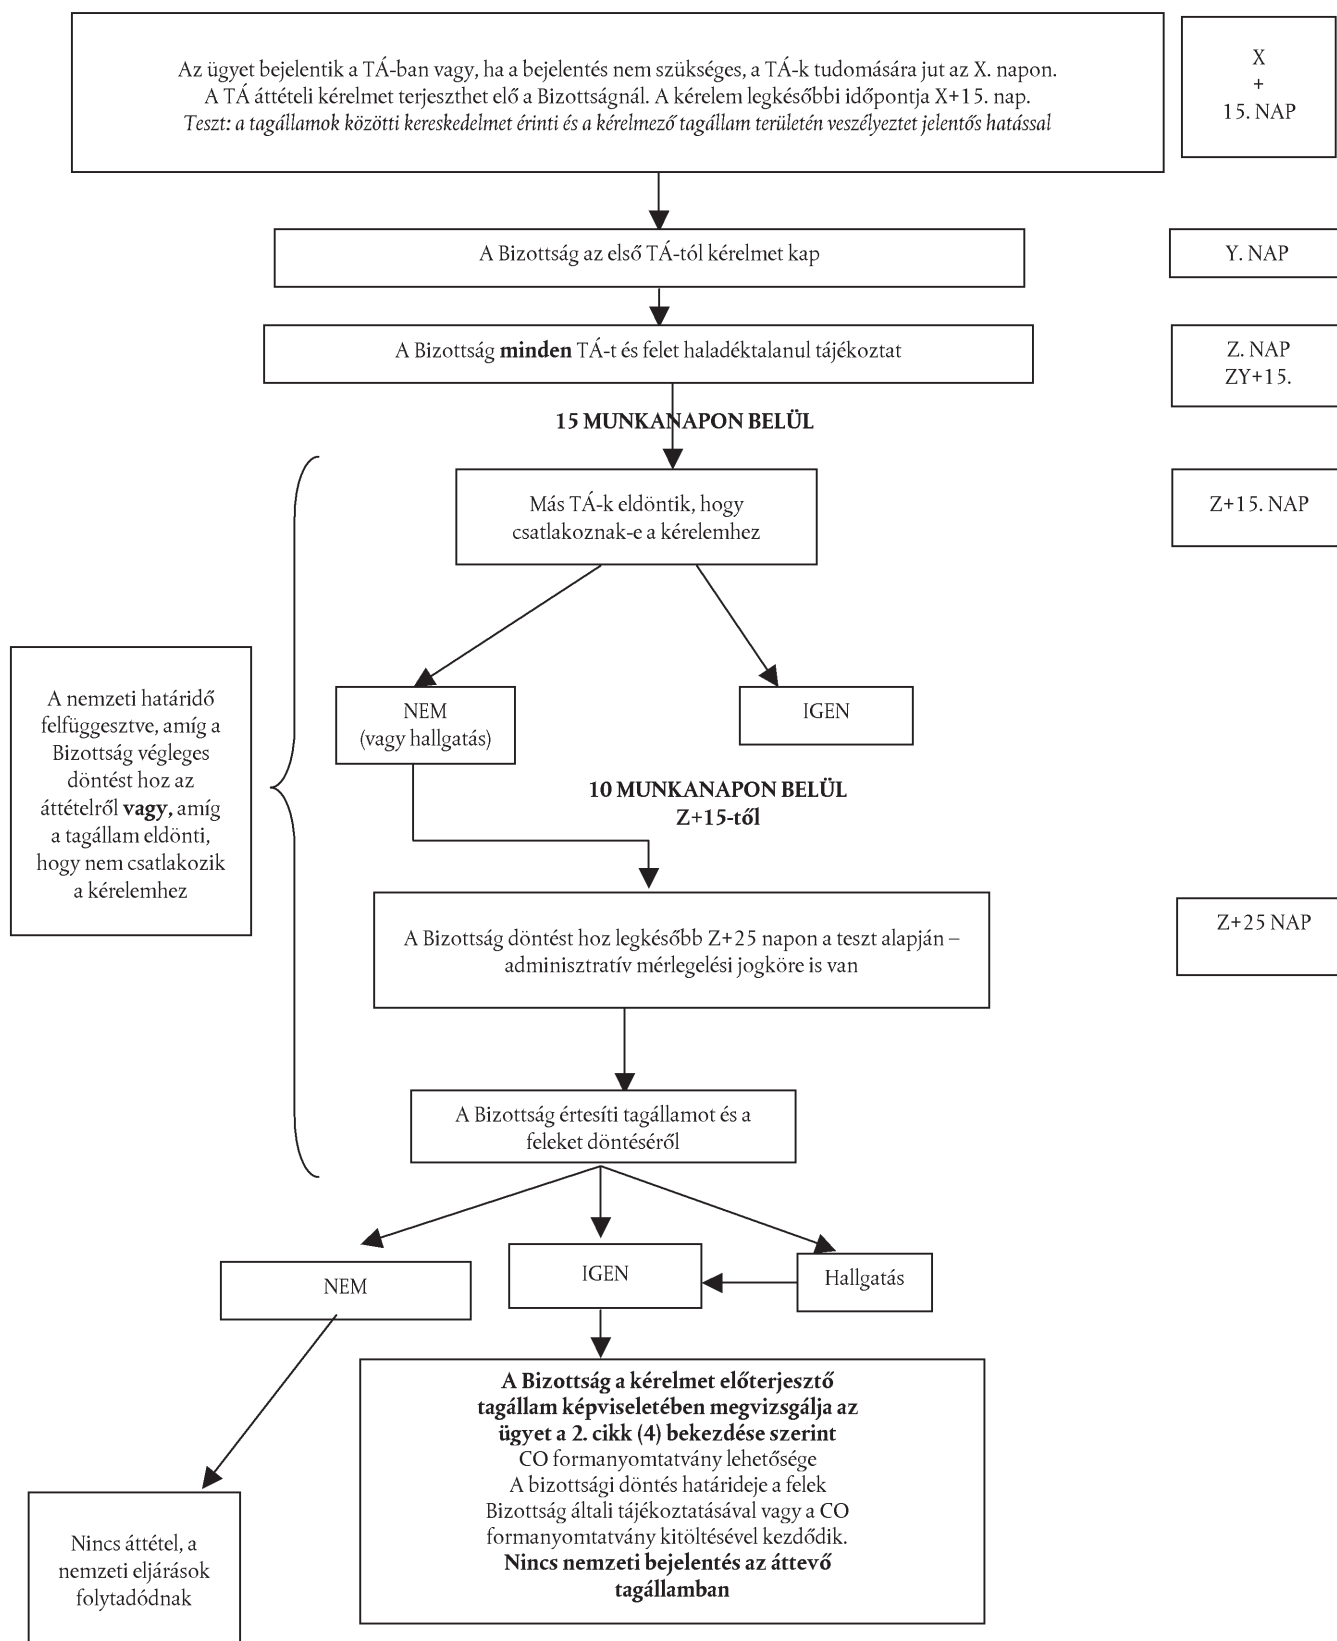 Az ügyet bejelentik a TÁ-ban vagy, ha a bejelentés nem szükséges, a TÁ-k tudomására jut az X. napon.
A TÁ áttételi kérelmet terjeszthet elő a Bizottságnál. A kérelem legkésőbbi időpontja X+15. nap.
Teszt: a tagállamok közötti kereskedelmet érinti és a kérelmező tagállam területén veszélyeztet jelentős hatással
X
+
15. NAP
A Bizottság az első TÁ-tól kérelmet kap
Y. NAP
A Bizottság minden TÁ-t és felet haladéktalanul tájékoztat
Z. NAP
ZY+15.
15 MUNKANAPON BELÜL
Más TÁ-k eldöntik, hogy
csatlakoznak-e a kérelemhez
Z+15. NAP
A nemzeti határidő
felfüggesztve, amíg a
Bizottság végleges
döntést hoz az
áttételről vagy, amíg
a tagállam eldönti,
hogy nem csatlakozik
a kérelemhez
NEM
(vagy hallgatás)
IGEN
10 MUNKANAPON BELÜL
Z+15-től
A Bizottság döntést hoz legkésőbb Z+25 napon a teszt alapján –
adminisztratív mérlegelési jogköre is van
Z+25 NAP
A Bizottság értesíti tagállamot és a
feleket döntéséről
NEM
IGEN
Hallgatás
A Bizottság a kérelmet előterjesztő
tagállam képviseletében megvizsgálja az
ügyet a 2. cikk (4) bekezdése szerint
CO formanyomtatvány lehetősége
A bizottsági döntés határideje a felek
Bizottság általi tájékoztatásával vagy a CO
formanyomtatvány kitöltésével kezdődik.
Nincs nemzeti bejelentés az áttevő
tagállamban
Nincs áttétel, a
nemzeti eljárások
folytadódnak